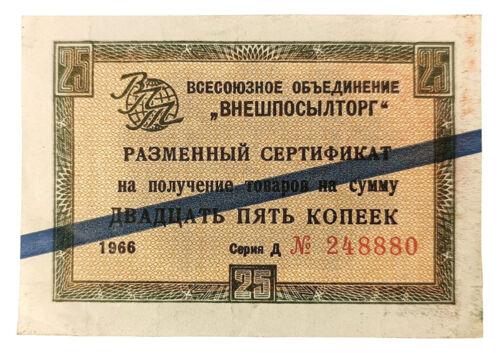 25 25
ВПТ
ВСЕСОЮЗНОЕ ОБЪЕДИНЕНИЕ
„ВНЕШПОСЫЛТОРГ“
РАЗМЕННЫЙ СЕРТИФИКАТ
на получение товаров на сумму
ДВАДЦАТЬ ПЯТЬ КОПЕЕК
1966 Серия Д № 248880
25